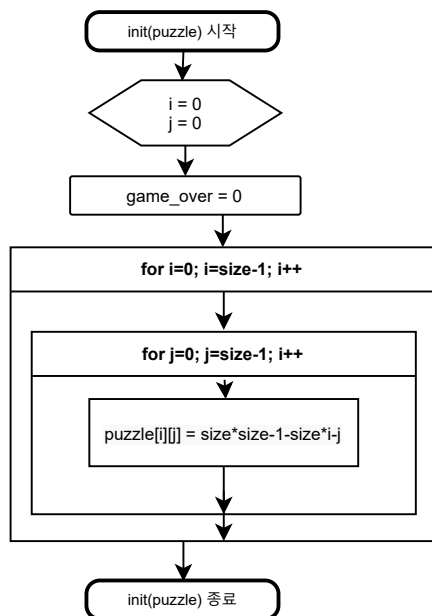 init(puzzle) 시작
i = 0
j = 0
game_over = 0
for i=0; i=size-1; i++
for j=0; j=size-1; i++
puzzle[i][j] = size*size-1-size*i-j
init(puzzle) 종료